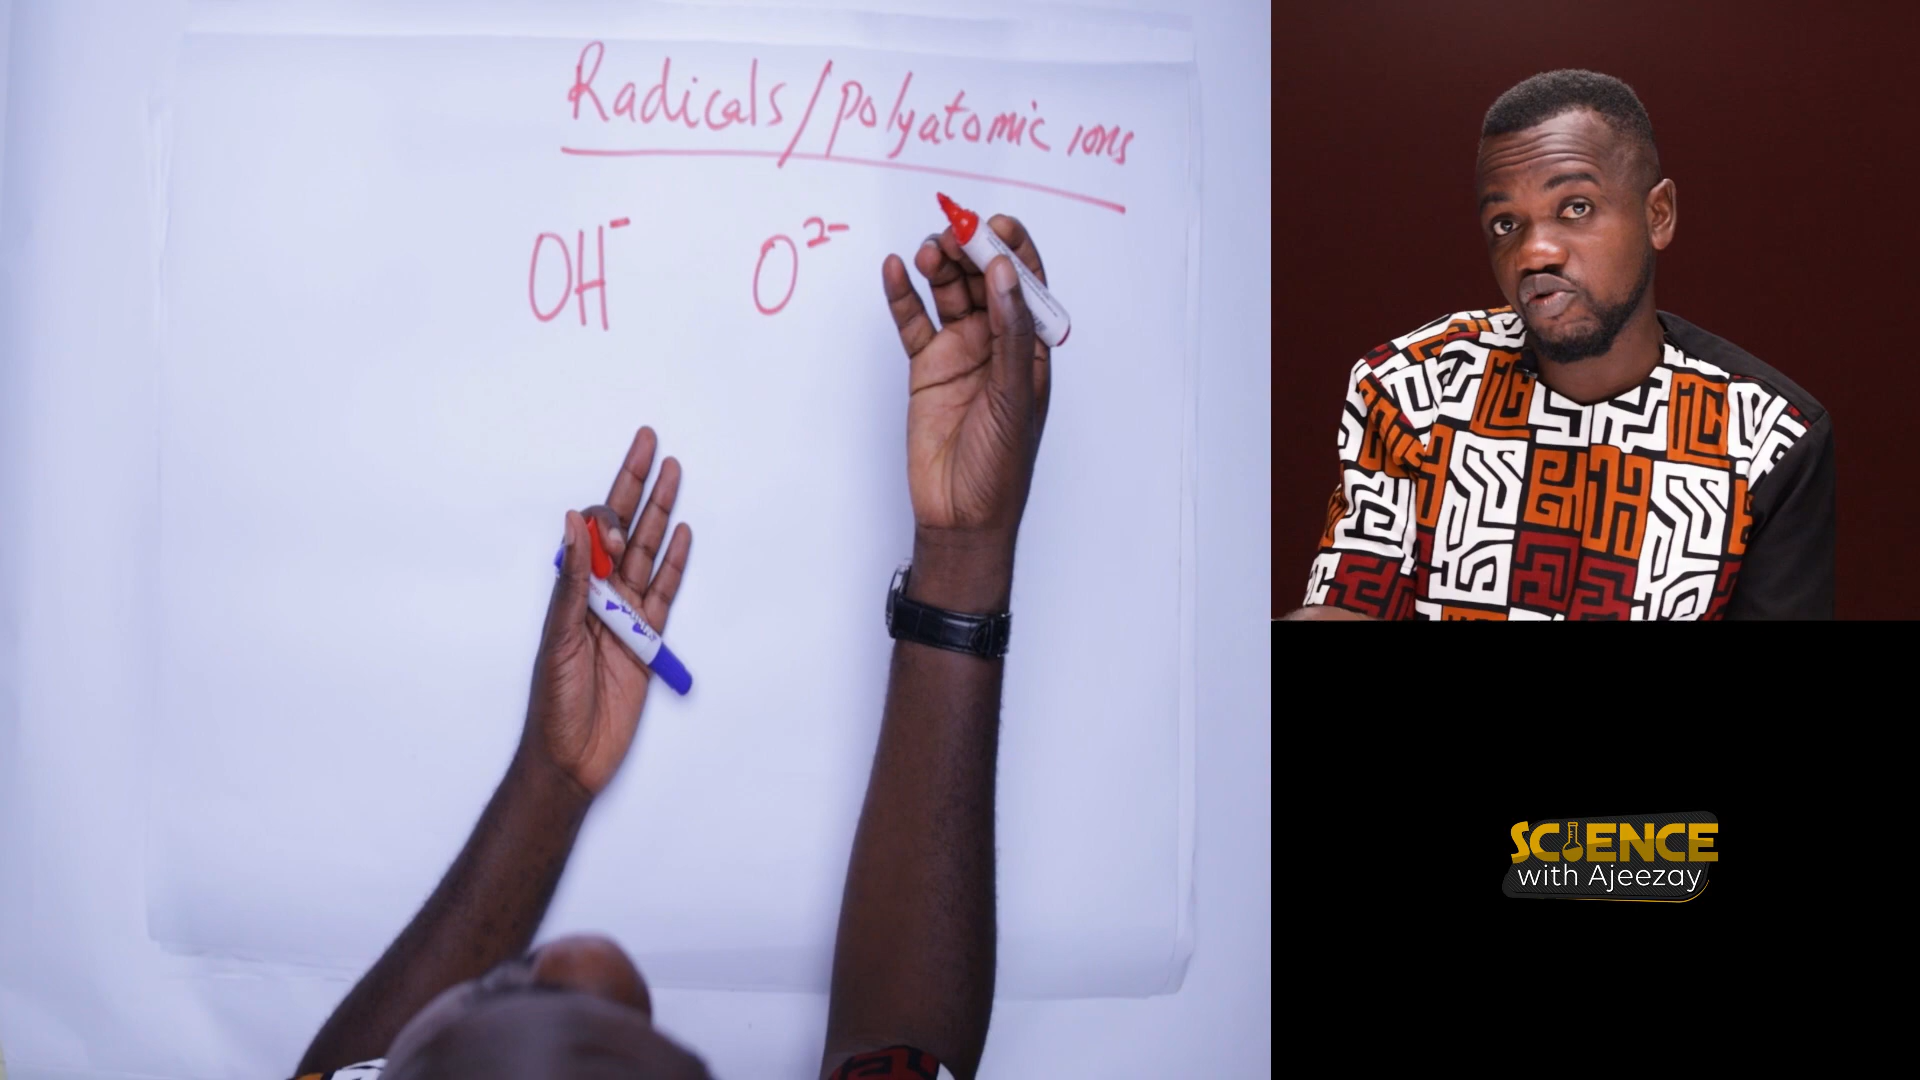 Radicals/polyatomic ions
OH⁻ O²⁻
SCIENCE
with Ajeezay